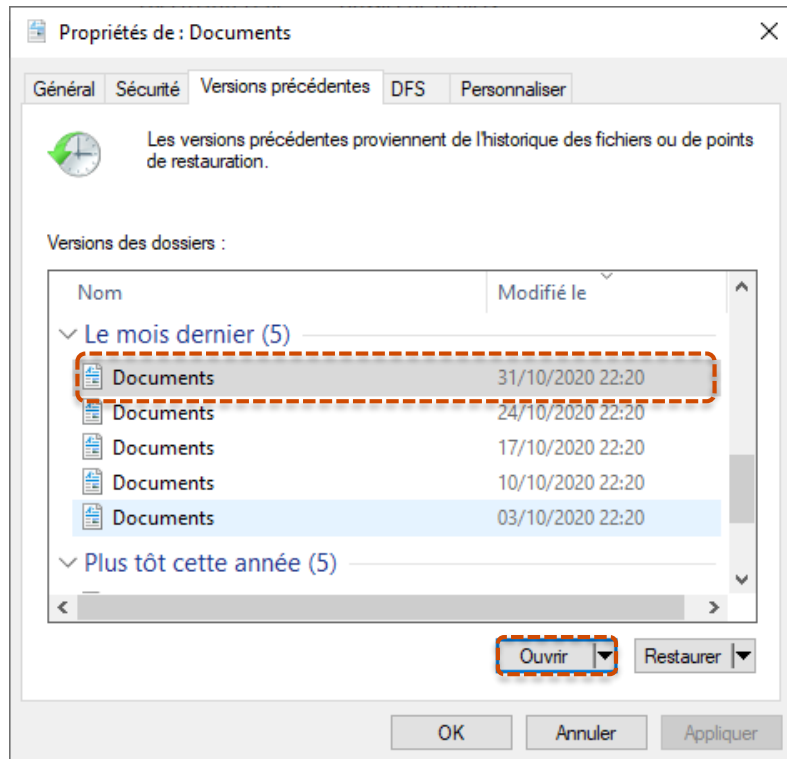 Propriétés de : Documents
Général Sécurité Versions précédentes DFS Personnaliser
Les versions précédentes proviennent de l'historique des fichiers ou de points
de restauration.
Versions des dossiers :
Nom Modifié le
Le mois dernier (5)
Documents 31/10/2020 22:20
Documents 24/10/2020 22:20
Documents 17/10/2020 22:20
Documents 10/10/2020 22:20
Documents 03/10/2020 22:20
Plus tôt cette année (5)
Ouvrir Restaurer
OK Annuler Appliquer